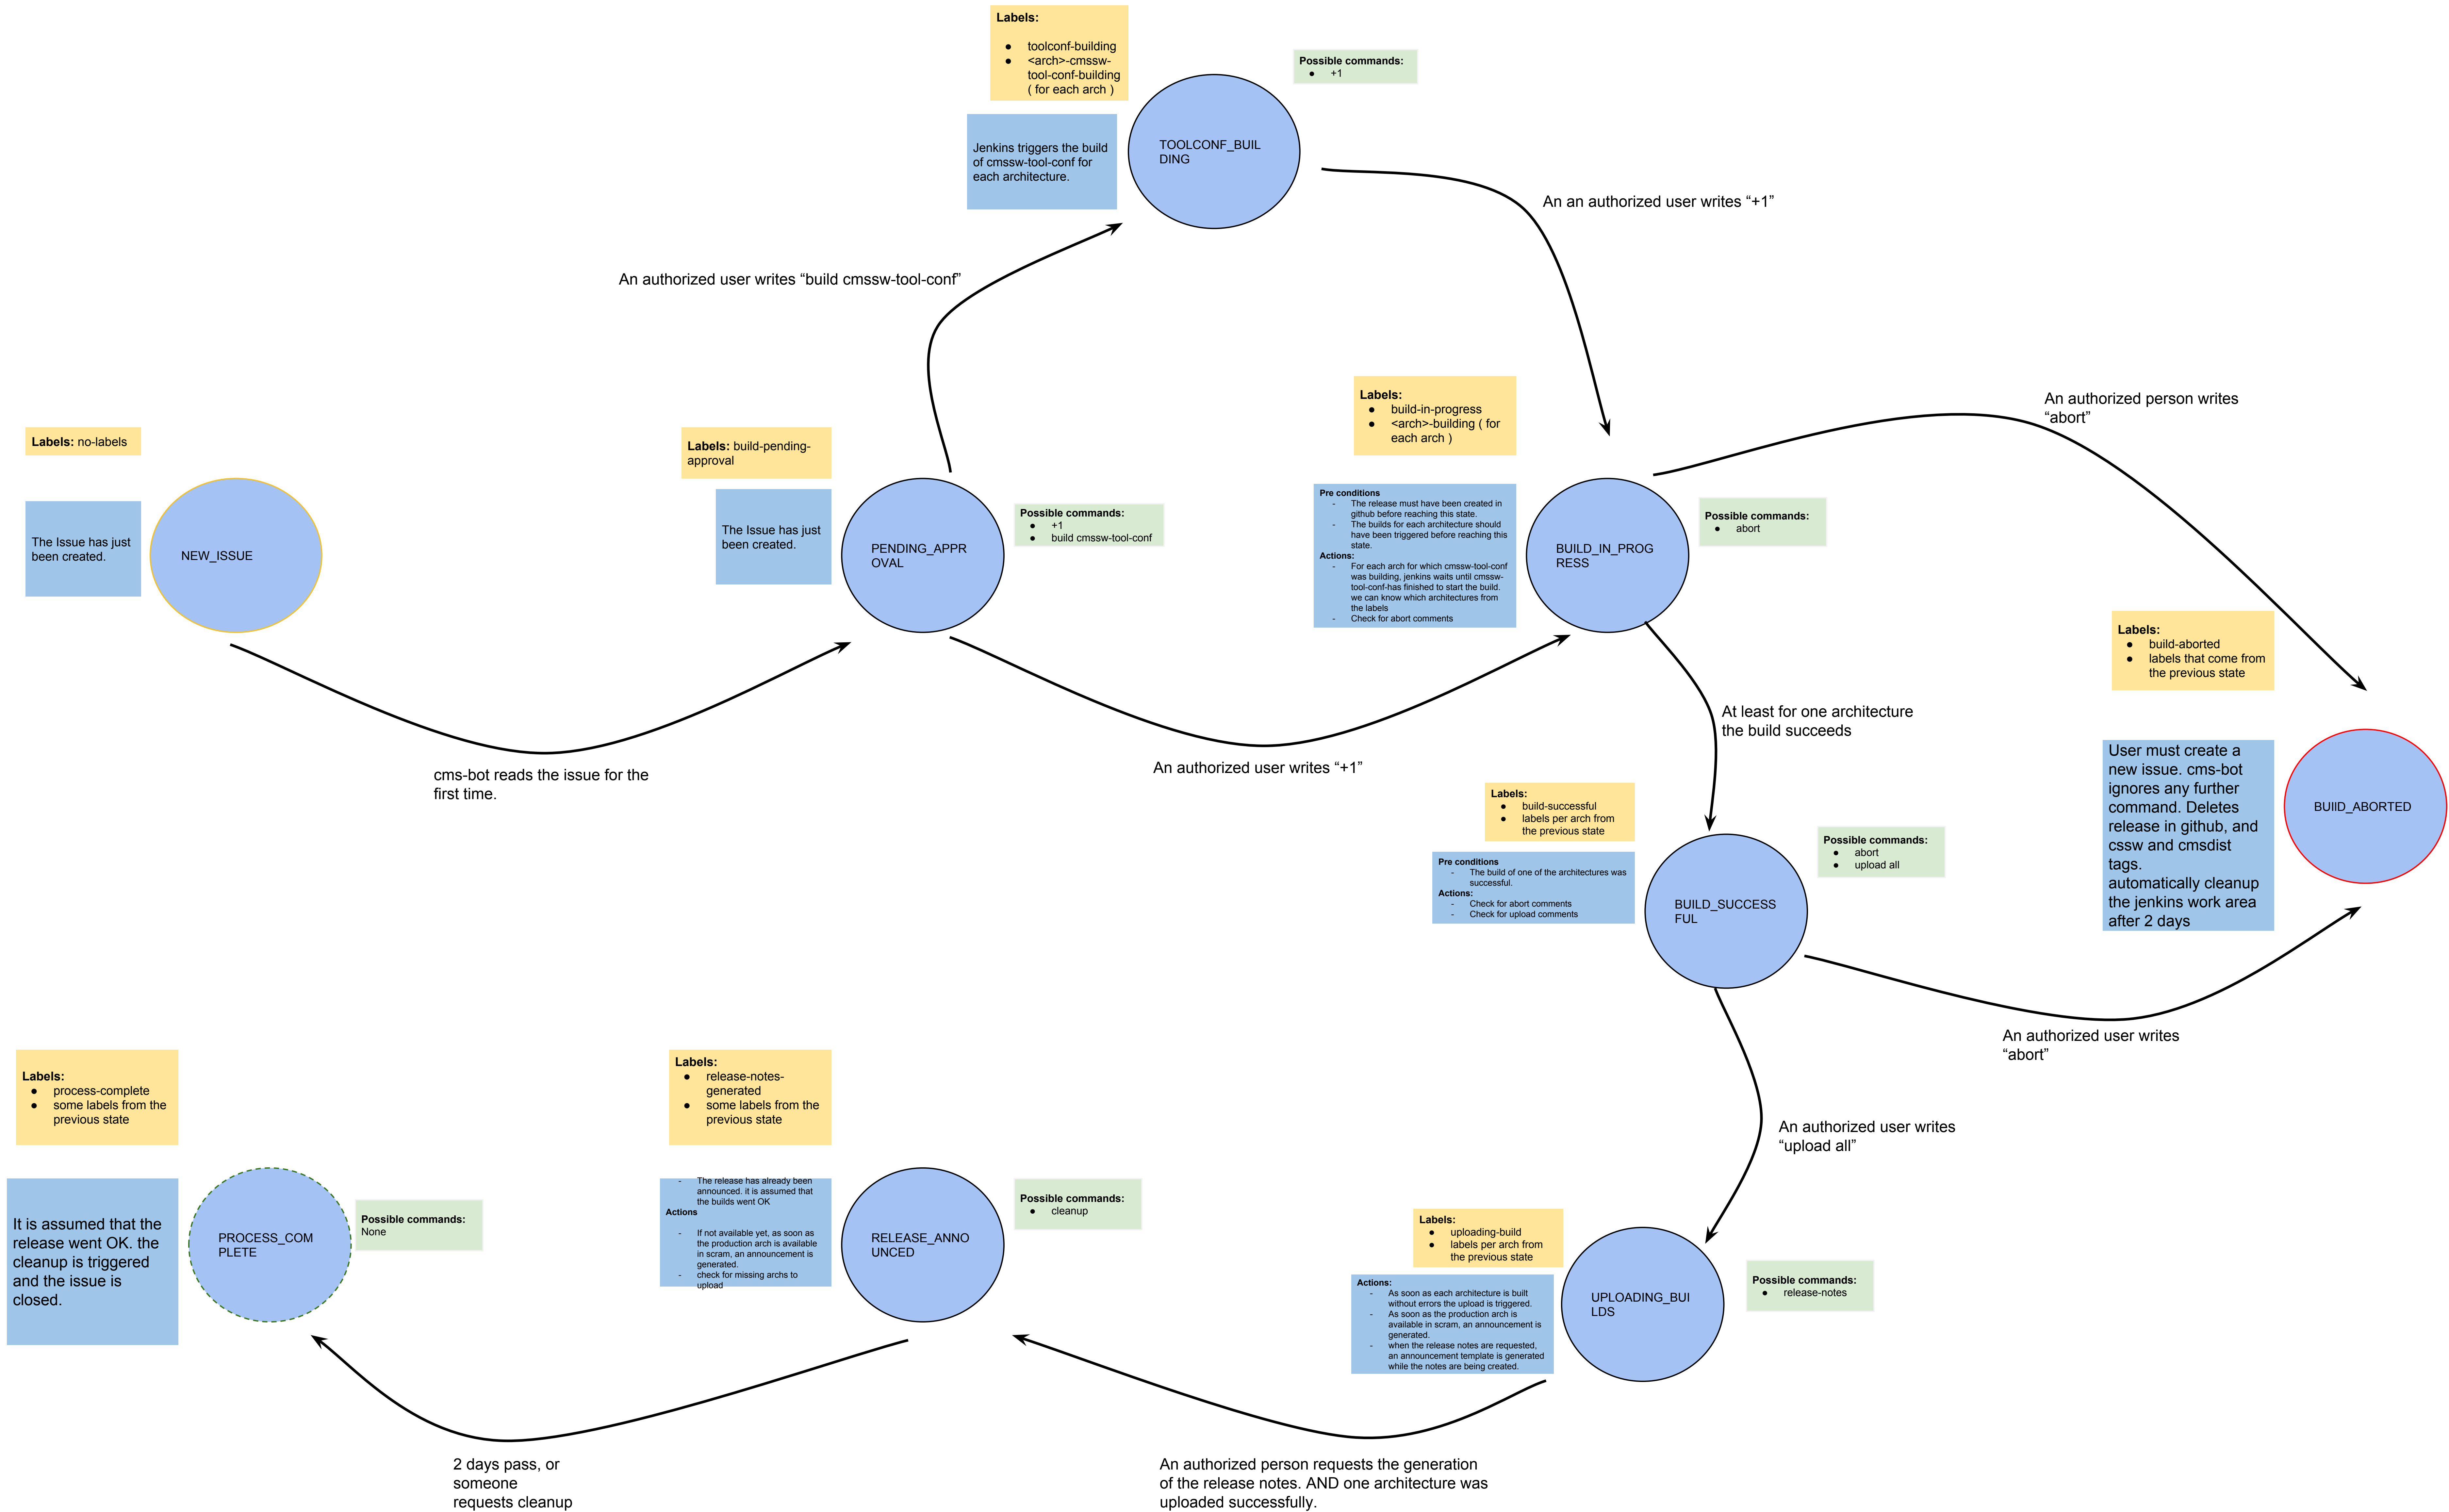 Labels:
● toolconf-building
● <arch>-cmssw-
tool-conf-building
( for each arch )
Possible commands:
● +1
Jenkins triggers the build
of cmssw-tool-conf for
each architecture.
TOOLCONF_BUIL
DING
An an authorized user writes “+1”
An authorized user writes “build cmssw-tool-conf”
Labels: no-labels
The Issue has just
been created.
NEW_ISSUE
Labels: build-pending-
approval
The Issue has just
been created.
PENDING_APPR
OVAL
Possible commands:
● +1
● build cmssw-tool-conf
Labels:
● build-in-progress
● <arch>-building ( for
each arch )
Pre conditions
- The release must have been created in
github before reaching this state.
- The builds for each architecture should
have been triggered before reaching this
state.
Actions:
- For each arch for which cmssw-tool-conf
was building, jenkins waits until cmssw-
tool-conf-has finished to start the build.
we can know which architectures from
the labels
- Check for abort comments
BUILD_IN_PROG
RESS
Possible commands:
● abort
An authorized person writes
“abort”
cms-bot reads the issue for the
first time.
An authorized user writes “+1”
At least for one architecture
the build succeeds
Labels:
● build-aborted
● labels that come from
the previous state
User must create a
new issue. cms-bot
ignores any further
command. Deletes
release in github, and
cssw and cmsdist
tags.
automatically cleanup
the jenkins work area
after 2 days
BUIlD_ABORTED
Labels:
● build-successful
● labels per arch from
the previous state
Pre conditions
- The build of one of the architectures was
successful.
Actions:
- Check for abort comments
- Check for upload comments
BUILD_SUCCESS
FUL
Possible commands:
● abort
● upload all
An authorized user writes
“abort”
An authorized user writes
“upload all”
Labels:
● process-complete
● some labels from the
previous state
It is assumed that the
release went OK. the
cleanup is triggered
and the issue is
closed.
PROCESS_COM
PLETE
Possible commands:
None
Labels:
● release-notes-
generated
● some labels from the
previous state
- The release has already been
announced. it is assumed that
the builds went OK
Actions
- If not available yet, as soon as
the production arch is available
in scram, an announcement is
generated.
- check for missing archs to
upload
RELEASE_ANNO
UNCED
Possible commands:
● cleanup
Labels:
● uploading-build
● labels per arch from
the previous state
Actions:
- As soon as each architecture is built
without errors the upload is triggered.
- As soon as the production arch is
available in scram, an announcement is
generated.
- when the release notes are requested,
an announcement template is generated
while the notes are being created.
UPLOADING_BUI
LDS
Possible commands:
● release-notes
2 days pass, or
someone
requests cleanup
An authorized person requests the generation
of the release notes. AND one architecture was
uploaded successfully.